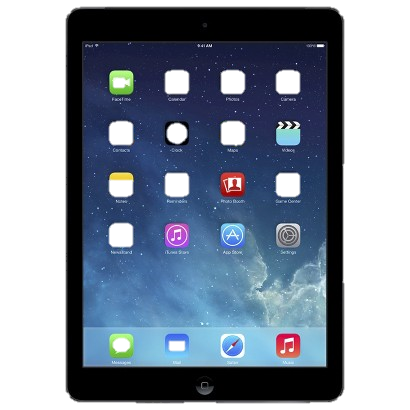 iPad 9:41 AM 100%
FaceTime Calendar Photos Camera
Contacts Clock Maps Videos
Notes Reminders Photo Booth Game Center
Newsstand iTunes Store App Store Settings
Messages Mail Safari Music